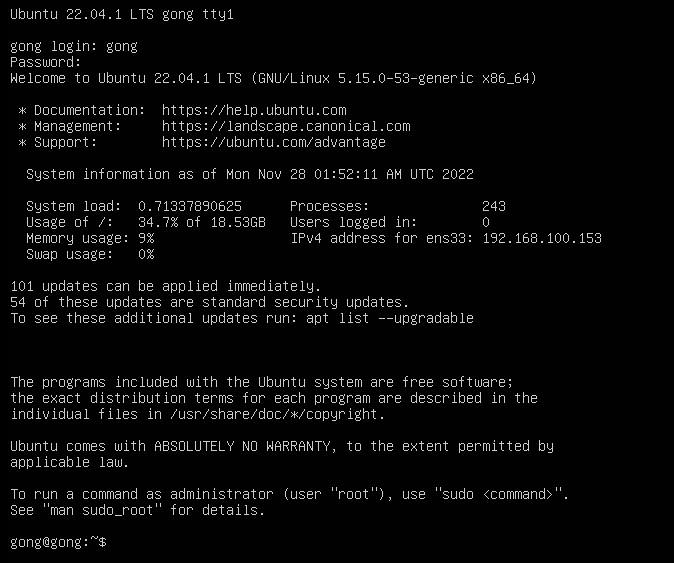 Ubuntu 22.04.1 LTS gong tty1
gong login: gong
Password:
Welcome to Ubuntu 22.04.1 LTS (GNU/Linux 5.15.0-53-generic x86_64)
* Documentation:  https://help.ubuntu.com
* Management:     https://landscape.canonical.com
* Support:        https://ubuntu.com/advantage
System information as of Mon Nov 28 01:52:11 AM UTC 2022
System load:  0.71337890625      Processes:              243
Usage of /:   34.7% of 18.53GB   Users logged in:        0
Memory usage: 9%                 IPv4 address for ens33: 192.168.100.153
Swap usage:   0%
101 updates can be applied immediately.
54 of these updates are standard security updates.
To see these additional updates run: apt list --upgradable
The programs included with the Ubuntu system are free software;
the exact distribution terms for each program are described in the
individual files in /usr/share/doc/*/copyright.
Ubuntu comes with ABSOLUTELY NO WARRANTY, to the extent permitted by
applicable law.
To run a command as administrator (user "root"), use "sudo <command>".
See "man sudo_root" for details.
gong@gong:~$